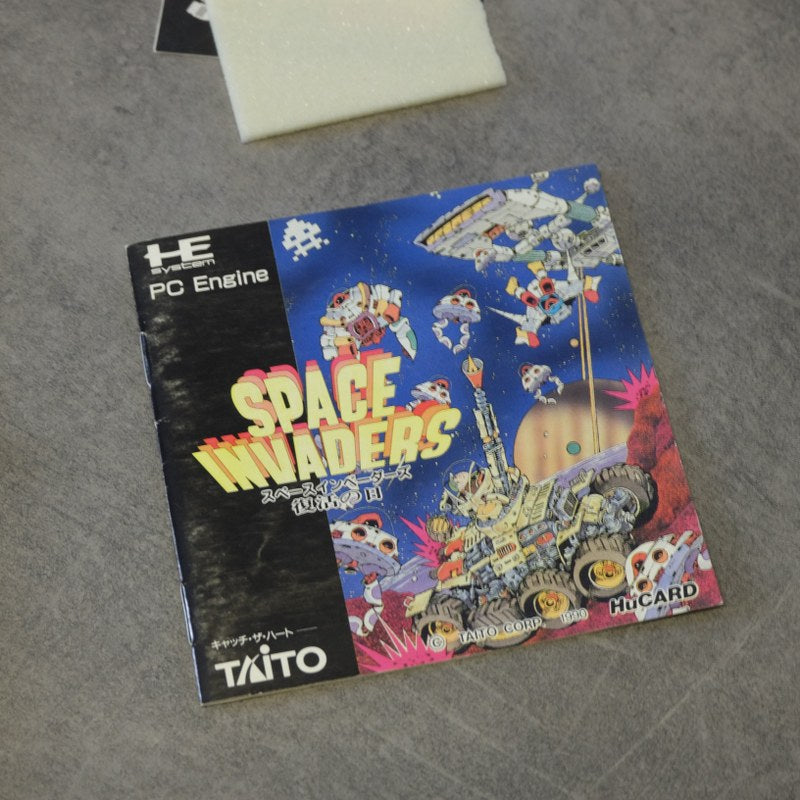 HE
system
PC Engine
SPACE
INVADERS
スペースインベーダーズ
復活の日
キャッチ・ザ・ハート
TAITO
© TAITO CORP. 1990
HuCARD